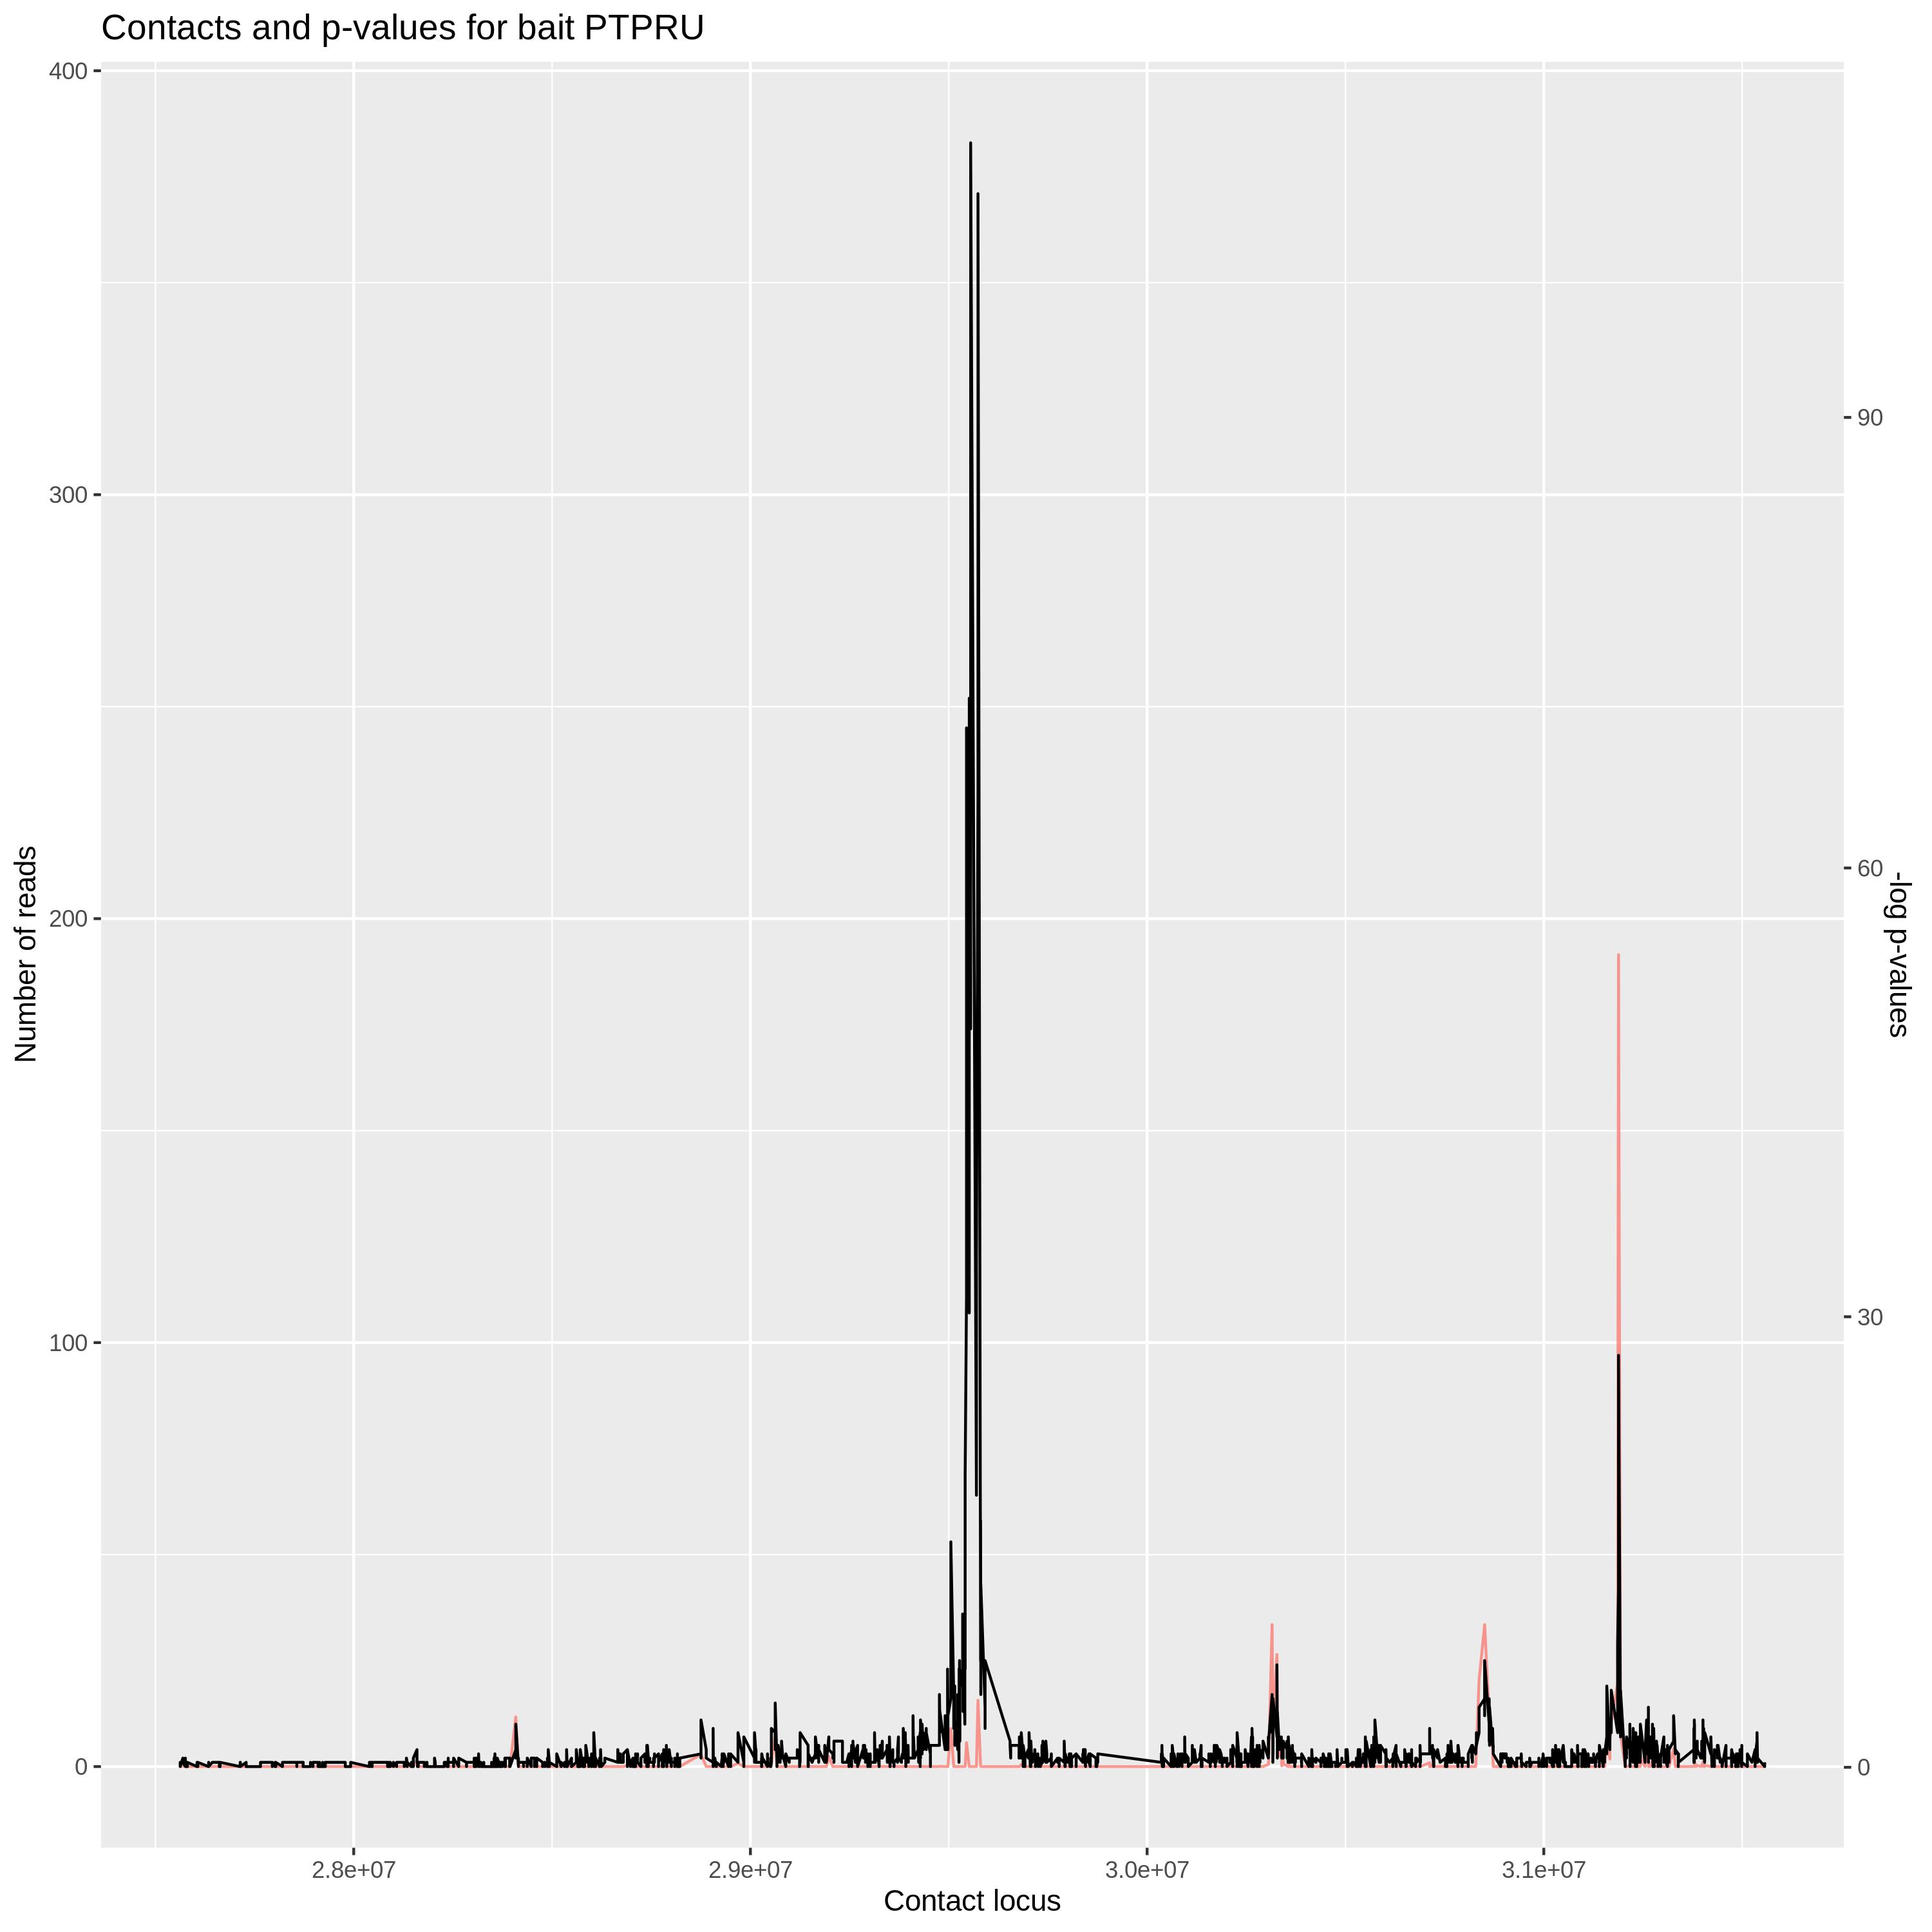 Contacts and p-values for bait PTPRU
400
300
200
100
0
Number of reads
90
60
30
0
-log p-values
2.8e+07
2.9e+07
3.0e+07
3.1e+07
Contact locus